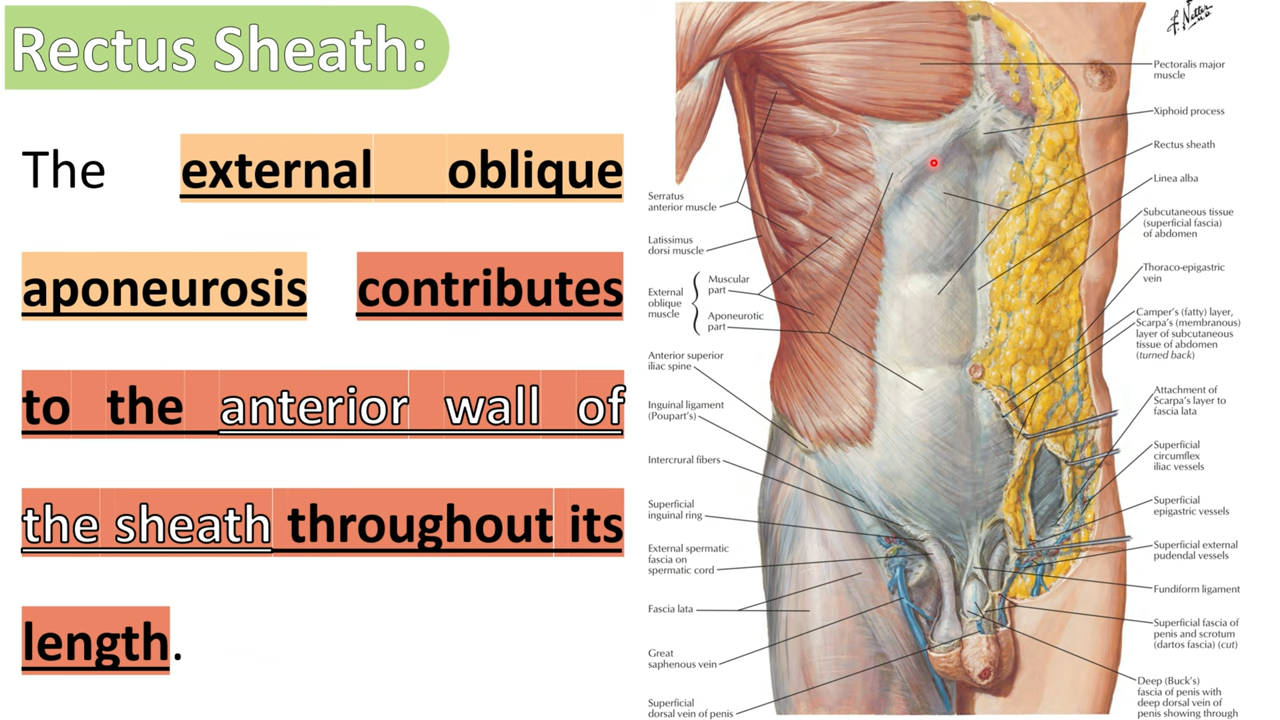 Rectus Sheath:
The external oblique
aponeurosis contributes
to the anterior wall of
the sheath throughout its
length.
F. Netter
M.D.
Serratus
anterior muscle
Latissimus
dorsi muscle
External
oblique
muscle
Muscular
part
Aponeurotic
part
Anterior superior
iliac spine
Inguinal ligament
(Poupart's)
Intercrural fibers
Superficial
inguinal ring
External spermatic
fascia on
spermatic cord
Fascia lata
Great
saphenous vein
Superficial
dorsal vein of penis
Pectoralis major
muscle
Xiphoid process
Rectus sheath
Linea alba
Subcutaneous tissue
(superficial fascia)
of abdomen
Thoraco-epigastric
vein
Camper's (fatty) layer,
Scarpa's (membranous)
layer of subcutaneous
tissue of abdomen
(turned back)
Attachment of
Scarpa's layer to
fascia lata
Superficial
circumflex
iliac vessels
Superficial
epigastric vessels
Superficial external
pudendal vessels
Fundiform ligament
Superficial fascia of
penis and scrotum
(dartos fascia) (cut)
Deep (Buck's)
fascia of penis with
deep dorsal vein of
penis showing through